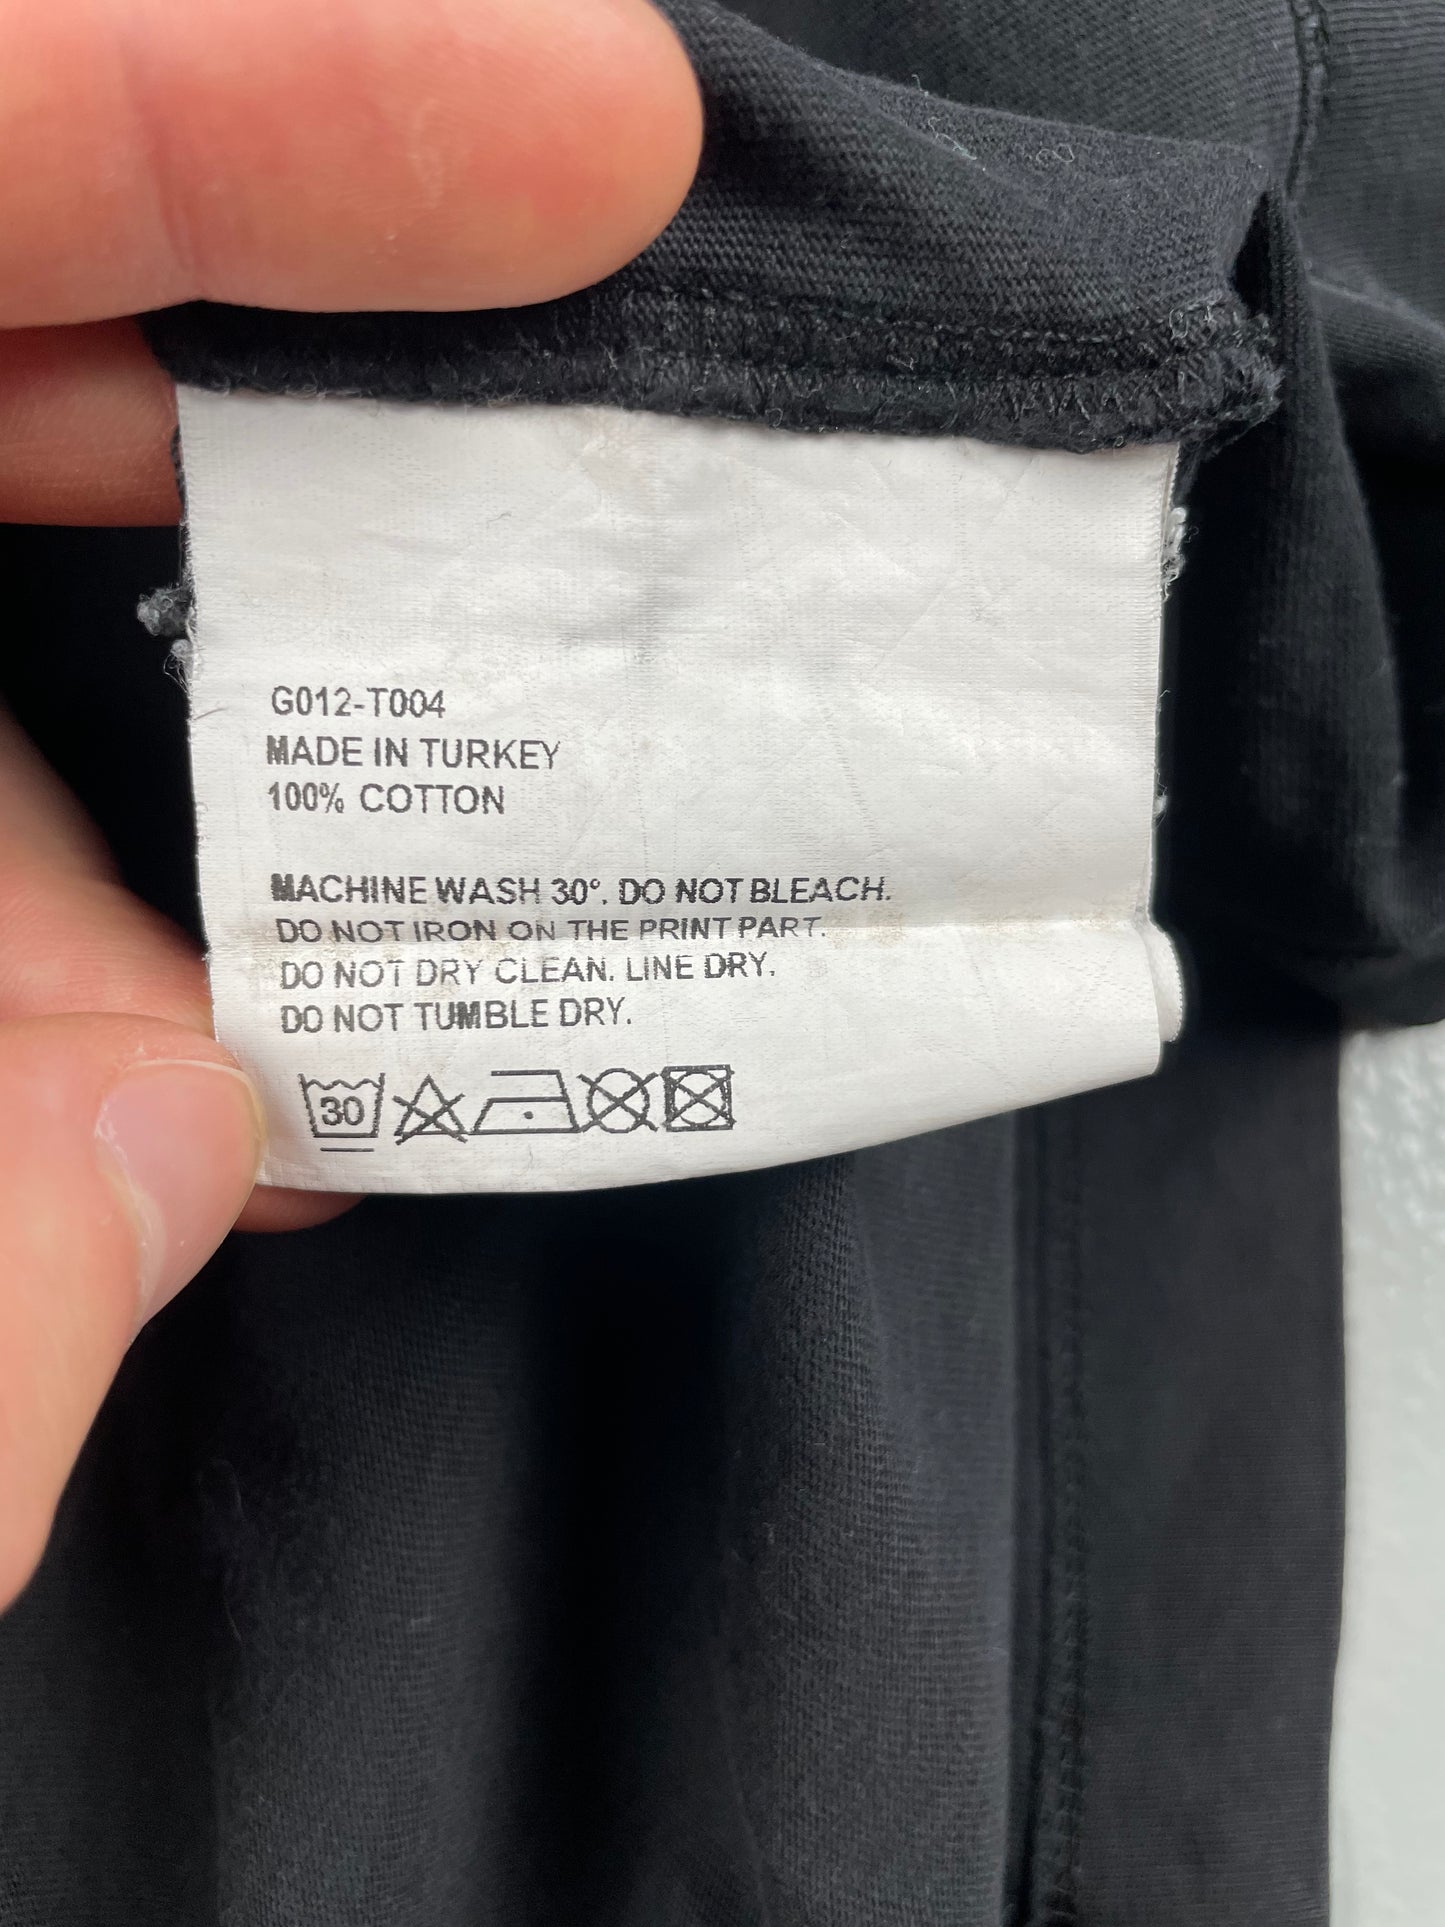 G012-T004
MADE IN TURKEY
100% COTTON
MACHINE WASH 30°. DO NOT BLEACH.
DO NOT IRON ON THE PRINT PART.
DO NOT DRY CLEAN. LINE DRY.
DO NOT TUMBLE DRY.
30